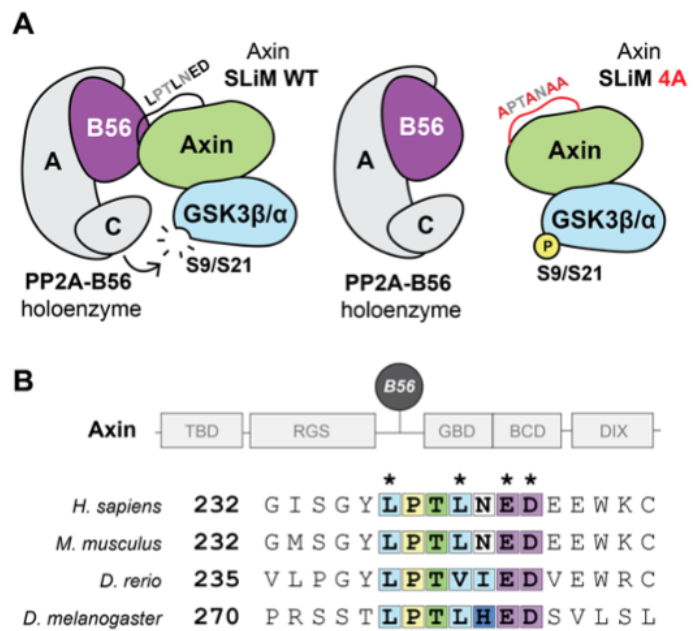 A
Axin
SLiM WT
LPTLNED
B56
A
Axin
C
GSK3β/α
S9/S21
PP2A-B56
holoenzyme
Axin
SLiM 4A
APTANAA
B56
A
Axin
C
GSK3β/α
P
S9/S21
PP2A-B56
holoenzyme
B
B56
Axin TBD RGS GBD BCD DIX
* * * *
H. sapiens 232 G I S G Y L P T L N E D E E W K C
M. musculus 232 G M S G Y L P T L N E D E E W K C
D. rerio 235 V L P G Y L P T V I E D V E W R C
D. melanogaster 270 P R S S T L P T L H E D S V L S L